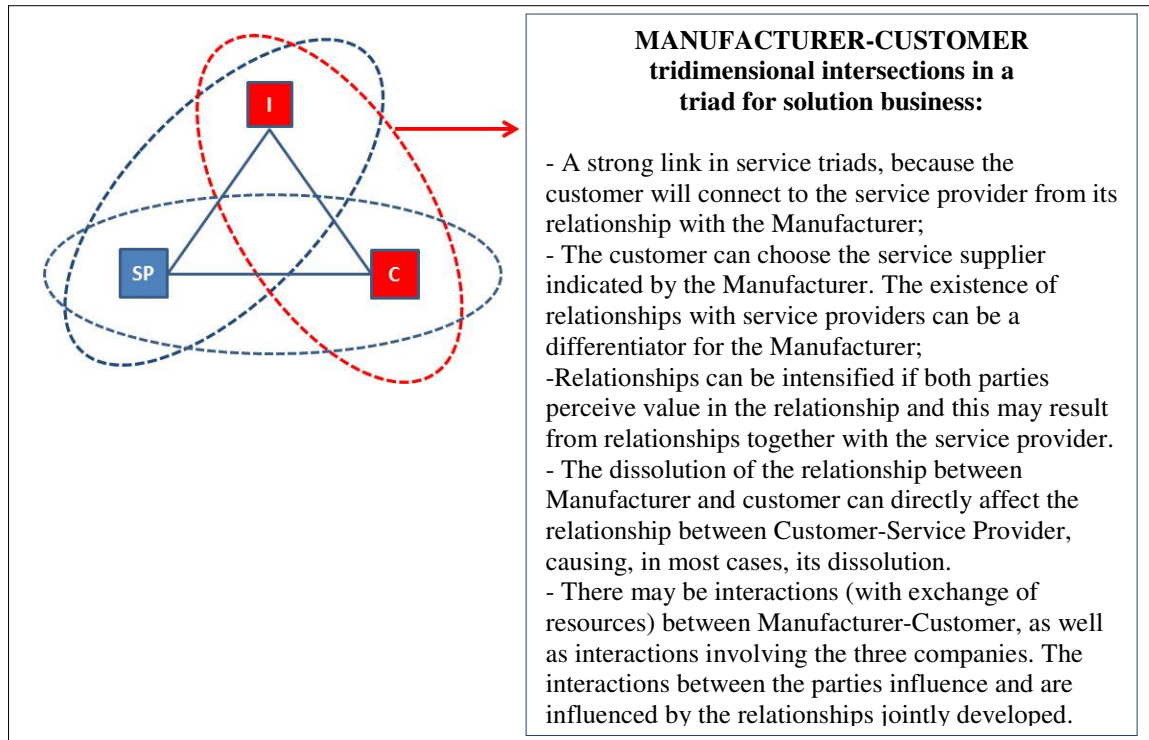 I
SP
C
MANUFACTURER-CUSTOMER
tridimensional intersections in a
triad for solution business:
- A strong link in service triads, because the
customer will connect to the service provider from its
relationship with the Manufacturer;
- The customer can choose the service supplier
indicated by the Manufacturer. The existence of
relationships with service providers can be a
differentiator for the Manufacturer;
-Relationships can be intensified if both parties
perceive value in the relationship and this may result
from relationships together with the service provider.
- The dissolution of the relationship between
Manufacturer and customer can directly affect the
relationship between Customer-Service Provider,
causing, in most cases, its dissolution.
- There may be interactions (with exchange of
resources) between Manufacturer-Customer, as well
as interactions involving the three companies. The
interactions between the parties influence and are
influenced by the relationships jointly developed.